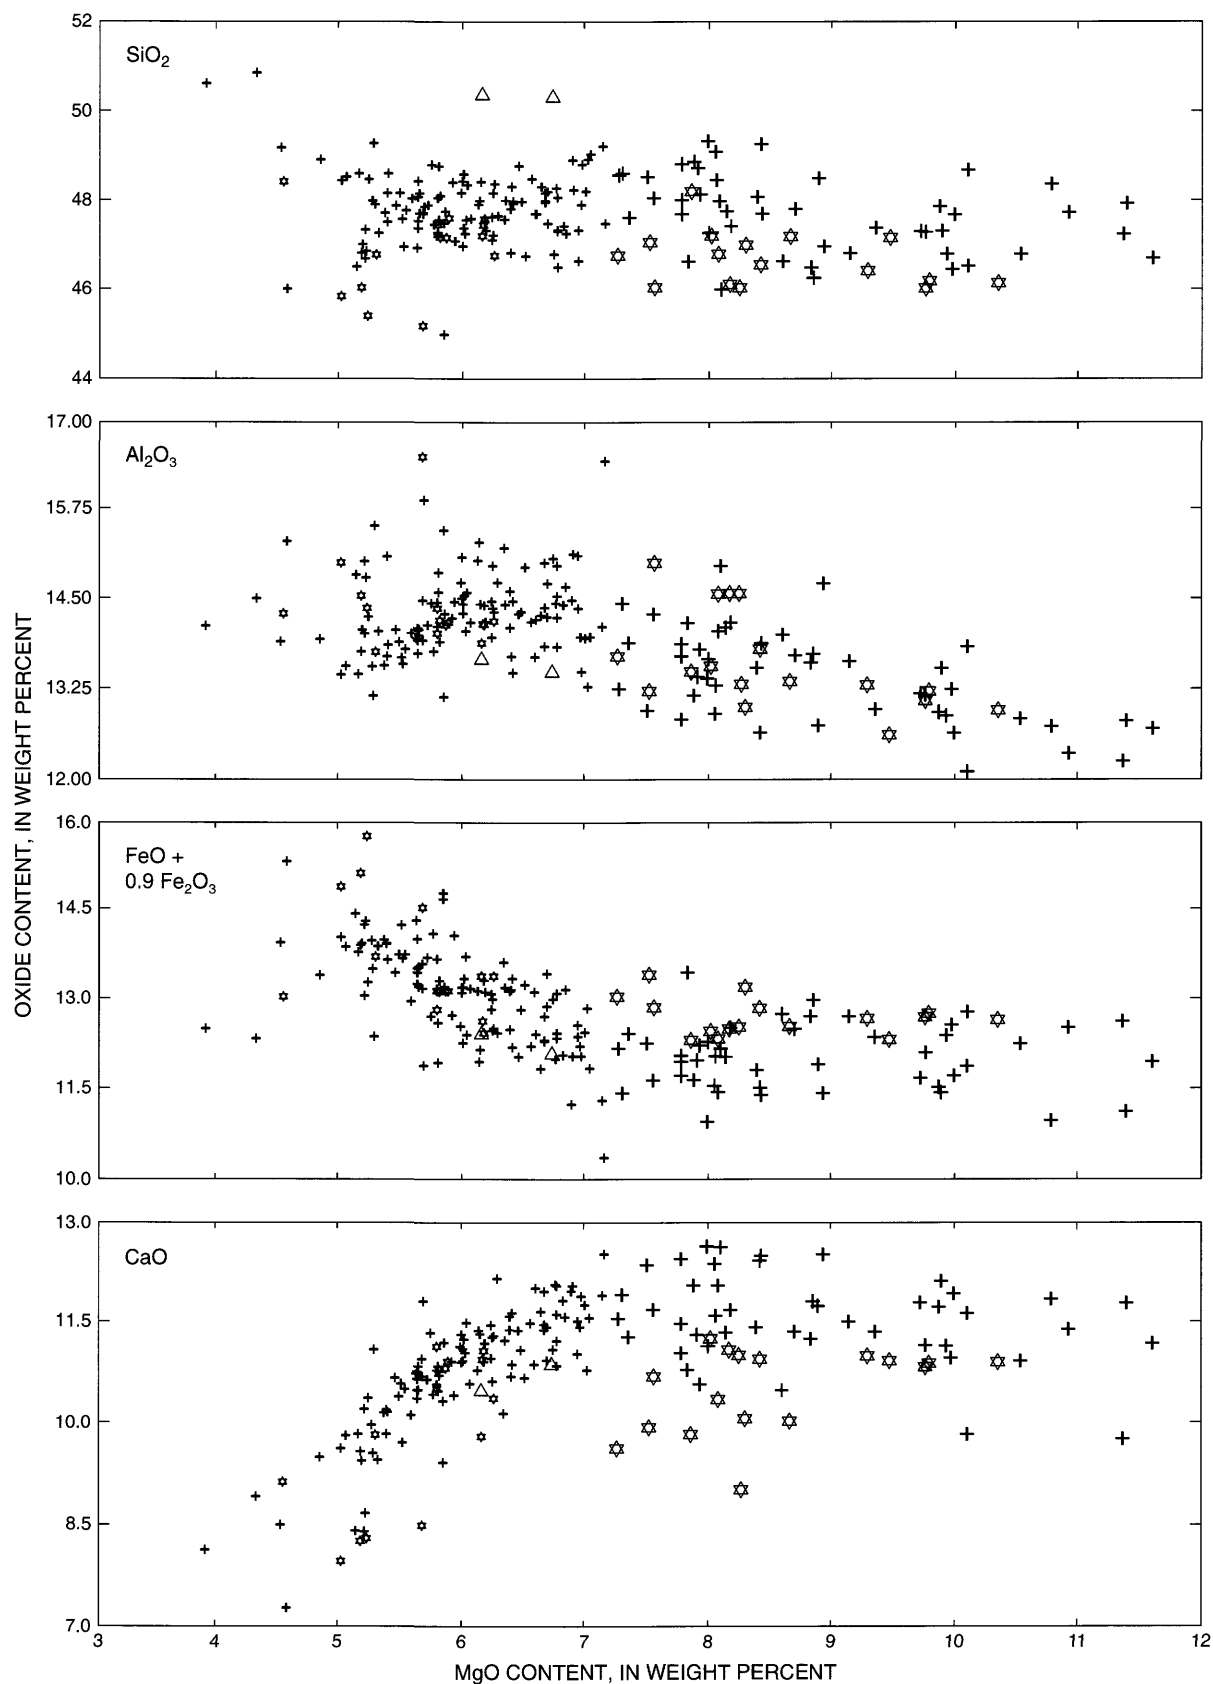 OXIDE CONTENT, IN WEIGHT PERCENT
52
SiO₂
50
48
46
44
17.00
Al₂O₃
15.75
14.50
13.25
12.00
16.0
FeO +
0.9 Fe₂O₃
14.5
13.0
11.5
10.0
13.0
CaO
11.5
10.0
8.5
7.0
3 4 5 6 7 8 9 10 11 12
MgO CONTENT, IN WEIGHT PERCENT